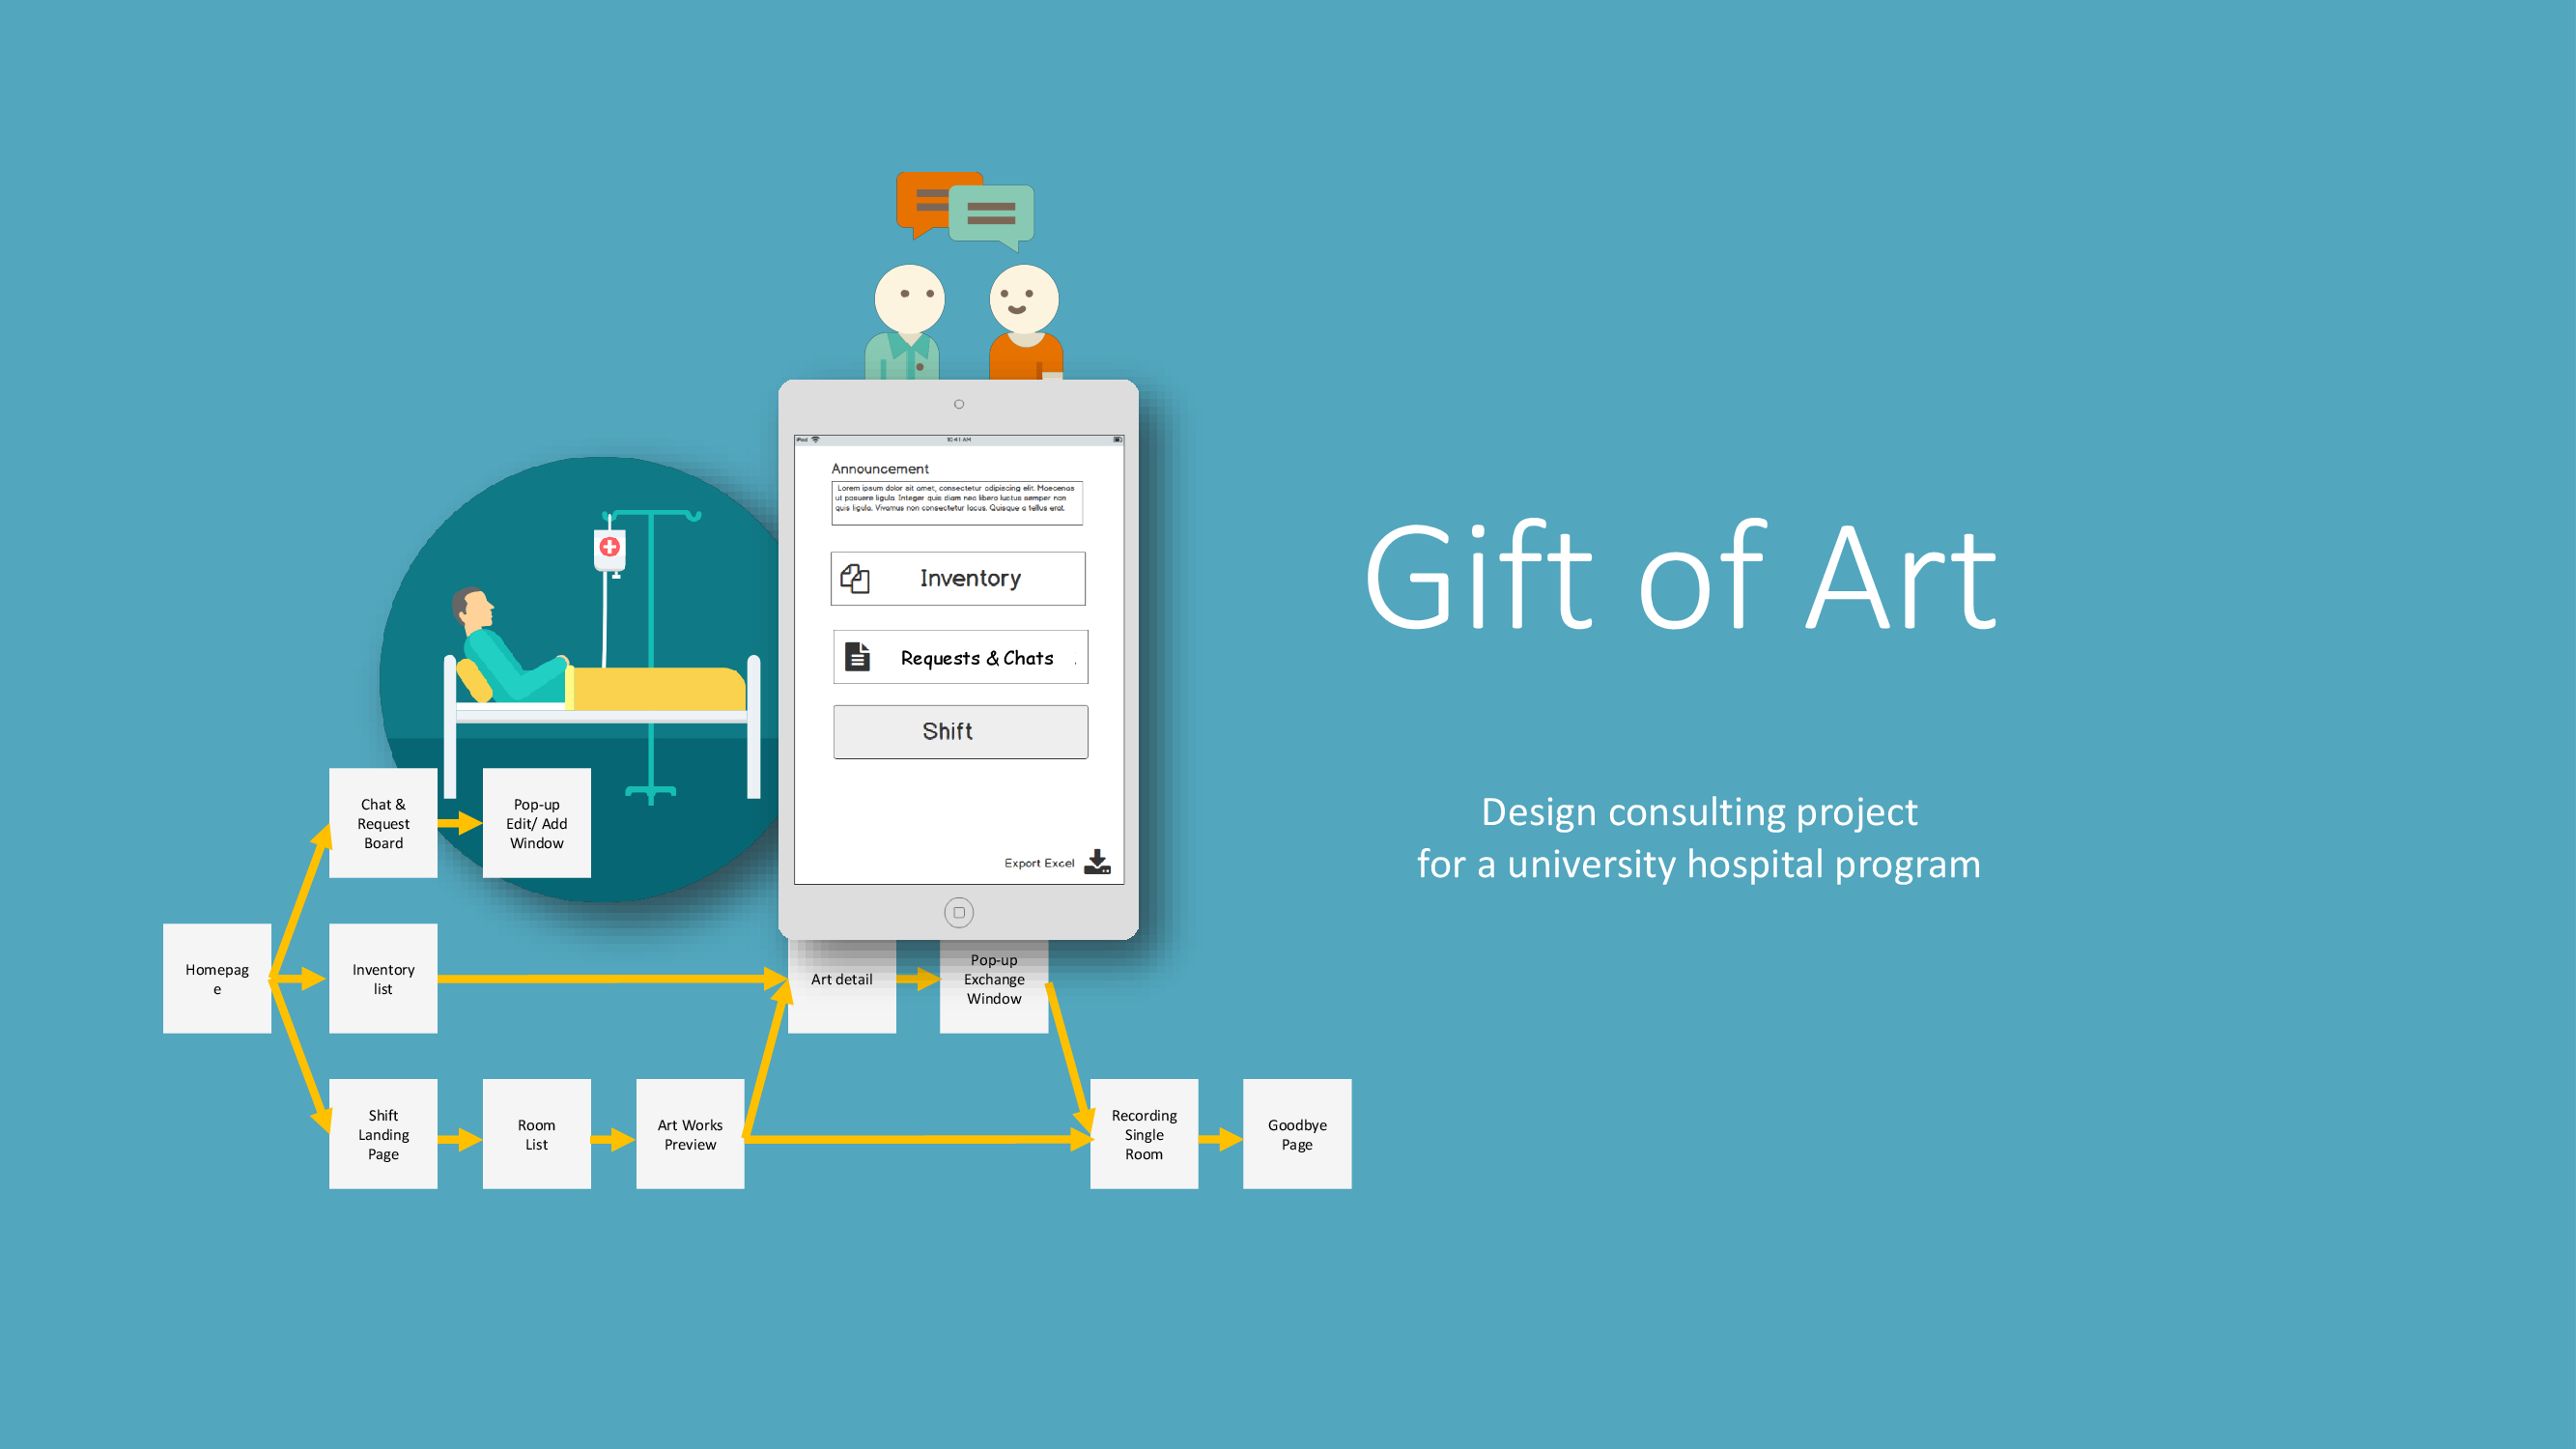 iPad
10:41 AM
Announcement
Lorem ipsum dolor sit amet, consectetur adipiscing elit. Maecenas
ut posuere ligula. Integer quis diam nec libero luctus semper non
quis ligula. Vivamus non consectetur lacus. Quisque a tellus erat.
Inventory
Requests & Chats
Shift
Export Excel
Gift of Art
Design consulting project
for a university hospital program
Chat &
Request
Board
Pop-up
Edit/ Add
Window
Homepag
e
Inventory
list
Art detail
Pop-up
Exchange
Window
Shift
Landing
Page
Room
List
Art Works
Preview
Recording
Single
Room
Goodbye
Page